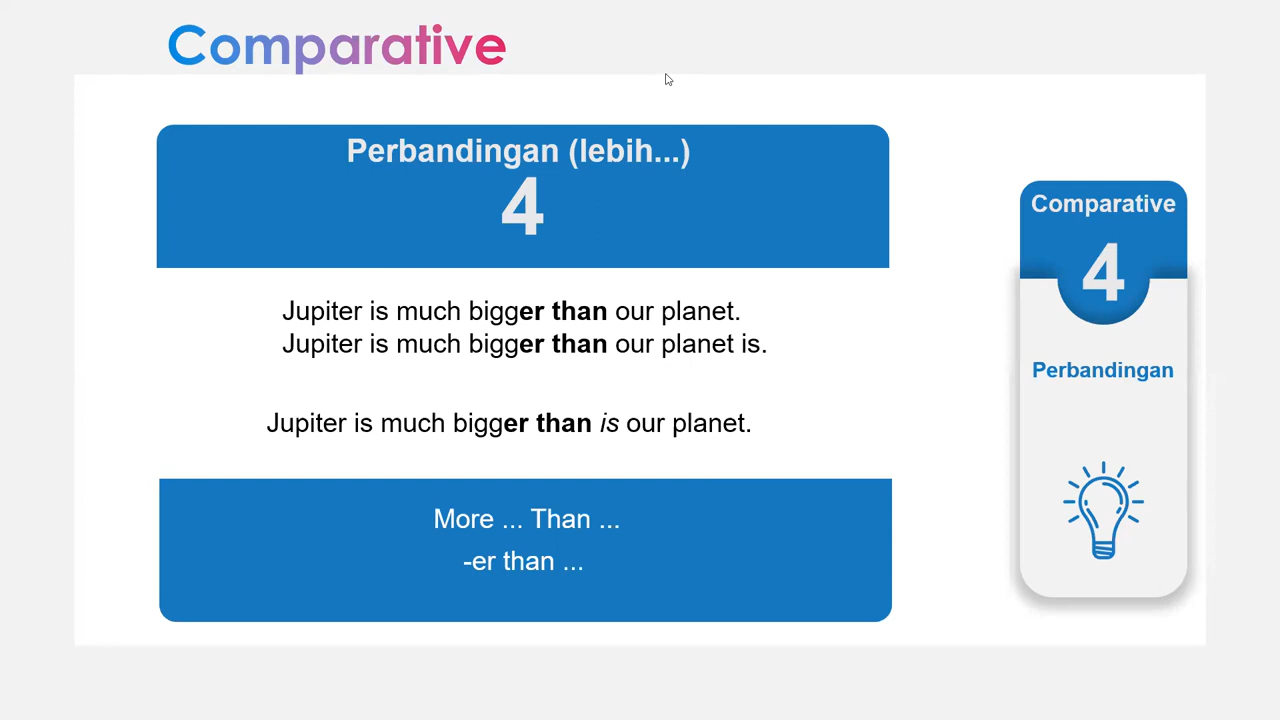 Comparative
Perbandingan (lebih...)
4
Jupiter is much bigger than our planet.
Jupiter is much bigger than our planet is.
Jupiter is much bigger than is our planet.
More ... Than ...
-er than ...
Comparative
4
Perbandingan